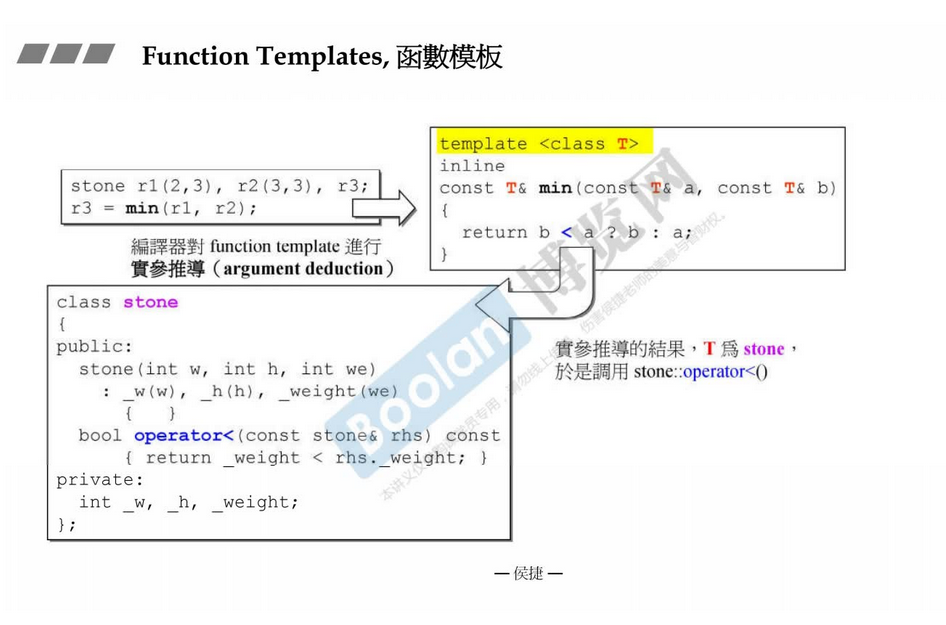 Function Templates, 函數模板
stone r1(2,3), r2(3,3), r3;
r3 = min(r1, r2);
編譯器對 function template 進行
實參推導（argument deduction）
template <class T>
inline
const T& min(const T& a, const T& b)
{
return b < a ? b : a;
}
class stone
{
public:
stone(int w, int h, int we)
: _w(w), _h(h), _weight(we)
{ }
bool operator<(const stone& rhs) const
{ return _weight < rhs._weight; }
private:
int _w, _h, _weight;
};
實參推導的結果，T 爲 stone，
於是調用 stone::operator<()
Boolan 博览网
— 侯捷 —